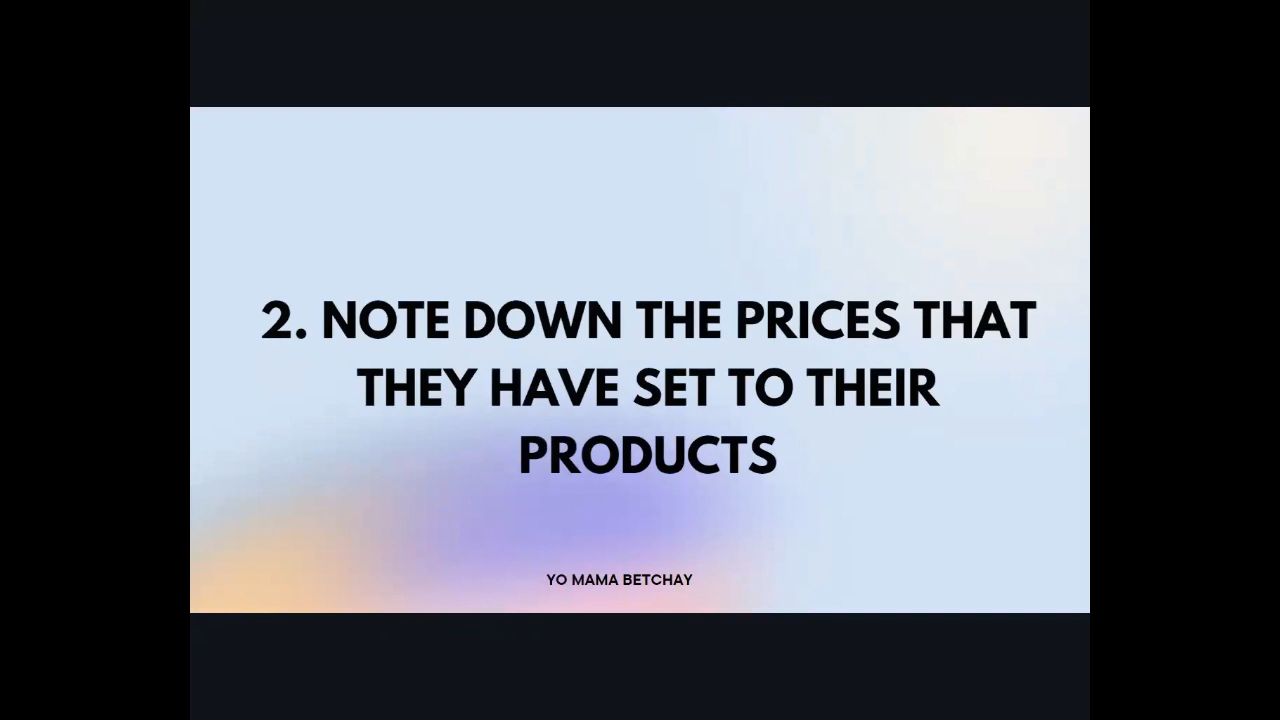 2. NOTE DOWN THE PRICES THAT
THEY HAVE SET TO THEIR
PRODUCTS
YO MAMA BETCHAY